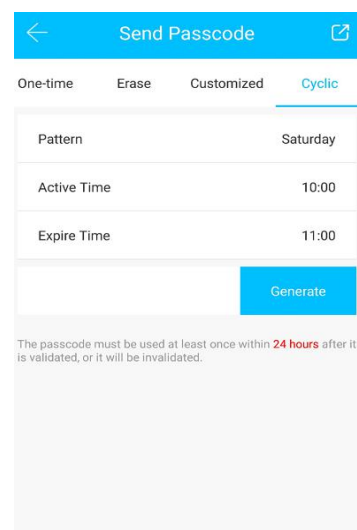 Send Passcode
One-time Erase Customized Cyclic
Pattern Saturday
Active Time 10:00
Expire Time 11:00
Generate
The passcode must be used at least once within 24 hours after it
is validated, or it will be invalidated.